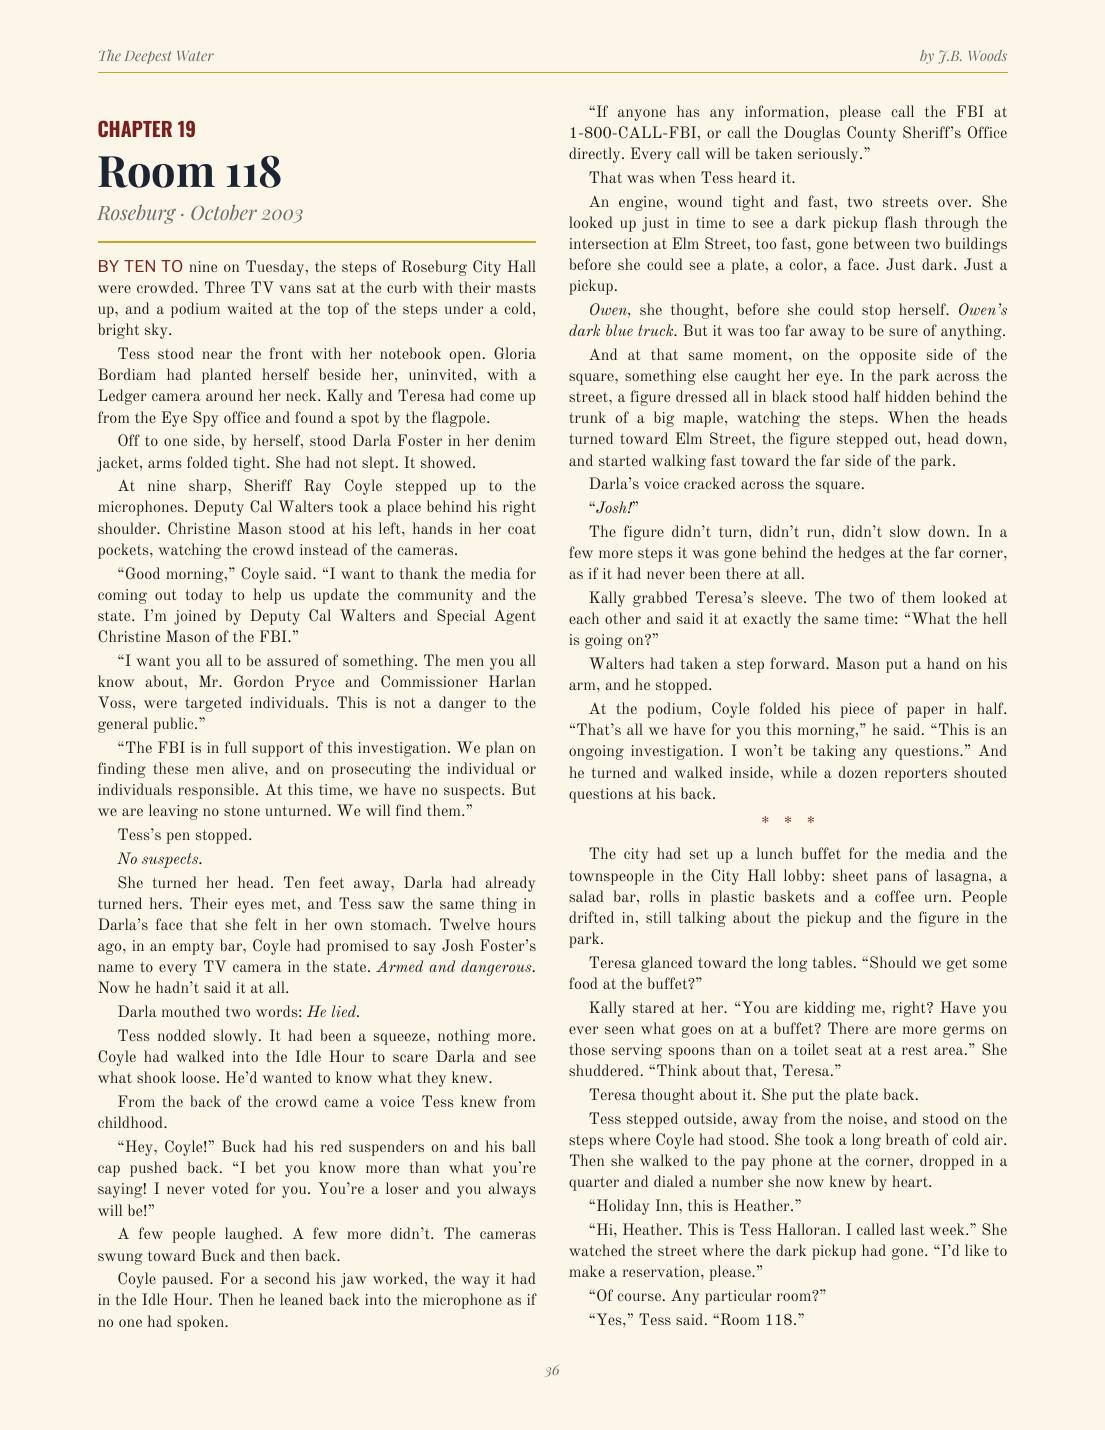 The Deepest Water
by J.B. Woods
CHAPTER 19
Room 118
Roseburg · October 2003
BY TEN TO nine on Tuesday, the steps of Roseburg City Hall
were crowded. Three TV vans sat at the curb with their masts
up, and a podium waited at the top of the steps under a cold,
bright sky.
Tess stood near the front with her notebook open. Gloria
Bordiam had planted herself beside her, uninvited, with a
Ledger camera around her neck. Kally and Teresa had come up
from the Eye Spy office and found a spot by the flagpole.
Off to one side, by herself, stood Darla Foster in her denim
jacket, arms folded tight. She had not slept. It showed.
At nine sharp, Sheriff Ray Coyle stepped up to the
microphones. Deputy Cal Walters took a place behind his right
shoulder. Christine Mason stood at his left, hands in her coat
pockets, watching the crowd instead of the cameras.
“Good morning,” Coyle said. “I want to thank the media for
coming out today to help us update the community and the
state. I’m joined by Deputy Cal Walters and Special Agent
Christine Mason of the FBI.”
“I want you all to be assured of something. The men you all
know about, Mr. Gordon Pryce and Commissioner Harlan
Voss, were targeted individuals. This is not a danger to the
general public.”
“The FBI is in full support of this investigation. We plan on
finding these men alive, and on prosecuting the individual or
individuals responsible. At this time, we have no suspects. But
we are leaving no stone unturned. We will find them.”
Tess’s pen stopped.
No suspects.
She turned her head. Ten feet away, Darla had already
turned hers. Their eyes met, and Tess saw the same thing in
Darla’s face that she felt in her own stomach. Twelve hours
ago, in an empty bar, Coyle had promised to say Josh Foster’s
name to every TV camera in the state. Armed and dangerous.
Now he hadn’t said it at all.
Darla mouthed two words: He lied.
Tess nodded slowly. It had been a squeeze, nothing more.
Coyle had walked into the Idle Hour to scare Darla and see
what shook loose. He’d wanted to know what they knew.
From the back of the crowd came a voice Tess knew from
childhood.
“Hey, Coyle!” Buck had his red suspenders on and his ball
cap pushed back. “I bet you know more than what you’re
saying! I never voted for you. You’re a loser and you always
will be!”
A few people laughed. A few more didn’t. The cameras
swung toward Buck and then back.
Coyle paused. For a second his jaw worked, the way it had
in the Idle Hour. Then he leaned back into the microphone as if
no one had spoken.
“If anyone has any information, please call the FBI at
1-800-CALL-FBI, or call the Douglas County Sheriff’s Office
directly. Every call will be taken seriously.”
That was when Tess heard it.
An engine, wound tight and fast, two streets over. She
looked up just in time to see a dark pickup flash through the
intersection at Elm Street, too fast, gone between two buildings
before she could see a plate, a color, a face. Just dark. Just a
pickup.
Owen, she thought, before she could stop herself. Owen’s
dark blue truck. But it was too far away to be sure of anything.
And at that same moment, on the opposite side of the
square, something else caught her eye. In the park across the
street, a figure dressed all in black stood half hidden behind the
trunk of a big maple, watching the steps. When the heads
turned toward Elm Street, the figure stepped out, head down,
and started walking fast toward the far side of the park.
Darla’s voice cracked across the square.
“Josh!”
The figure didn’t turn, didn’t run, didn’t slow down. In a
few more steps it was gone behind the hedges at the far corner,
as if it had never been there at all.
Kally grabbed Teresa’s sleeve. The two of them looked at
each other and said it at exactly the same time: “What the hell
is going on?”
Walters had taken a step forward. Mason put a hand on his
arm, and he stopped.
At the podium, Coyle folded his piece of paper in half.
“That’s all we have for you this morning,” he said. “This is an
ongoing investigation. I won’t be taking any questions.” And
he turned and walked inside, while a dozen reporters shouted
questions at his back.
* * *
The city had set up a lunch buffet for the media and the
townspeople in the City Hall lobby: sheet pans of lasagna, a
salad bar, rolls in plastic baskets and a coffee urn. People
drifted in, still talking about the pickup and the figure in the
park.
Teresa glanced toward the long tables. “Should we get some
food at the buffet?”
Kally stared at her. “You are kidding me, right? Have you
ever seen what goes on at a buffet? There are more germs on
those serving spoons than on a toilet seat at a rest area.” She
shuddered. “Think about that, Teresa.”
Teresa thought about it. She put the plate back.
Tess stepped outside, away from the noise, and stood on the
steps where Coyle had stood. She took a long breath of cold air.
Then she walked to the pay phone at the corner, dropped in a
quarter and dialed a number she now knew by heart.
“Holiday Inn, this is Heather.”
“Hi, Heather. This is Tess Halloran. I called last week.” She
watched the street where the dark pickup had gone. “I’d like to
make a reservation, please.”
“Of course. Any particular room?”
“Yes,” Tess said. “Room 118.”
36